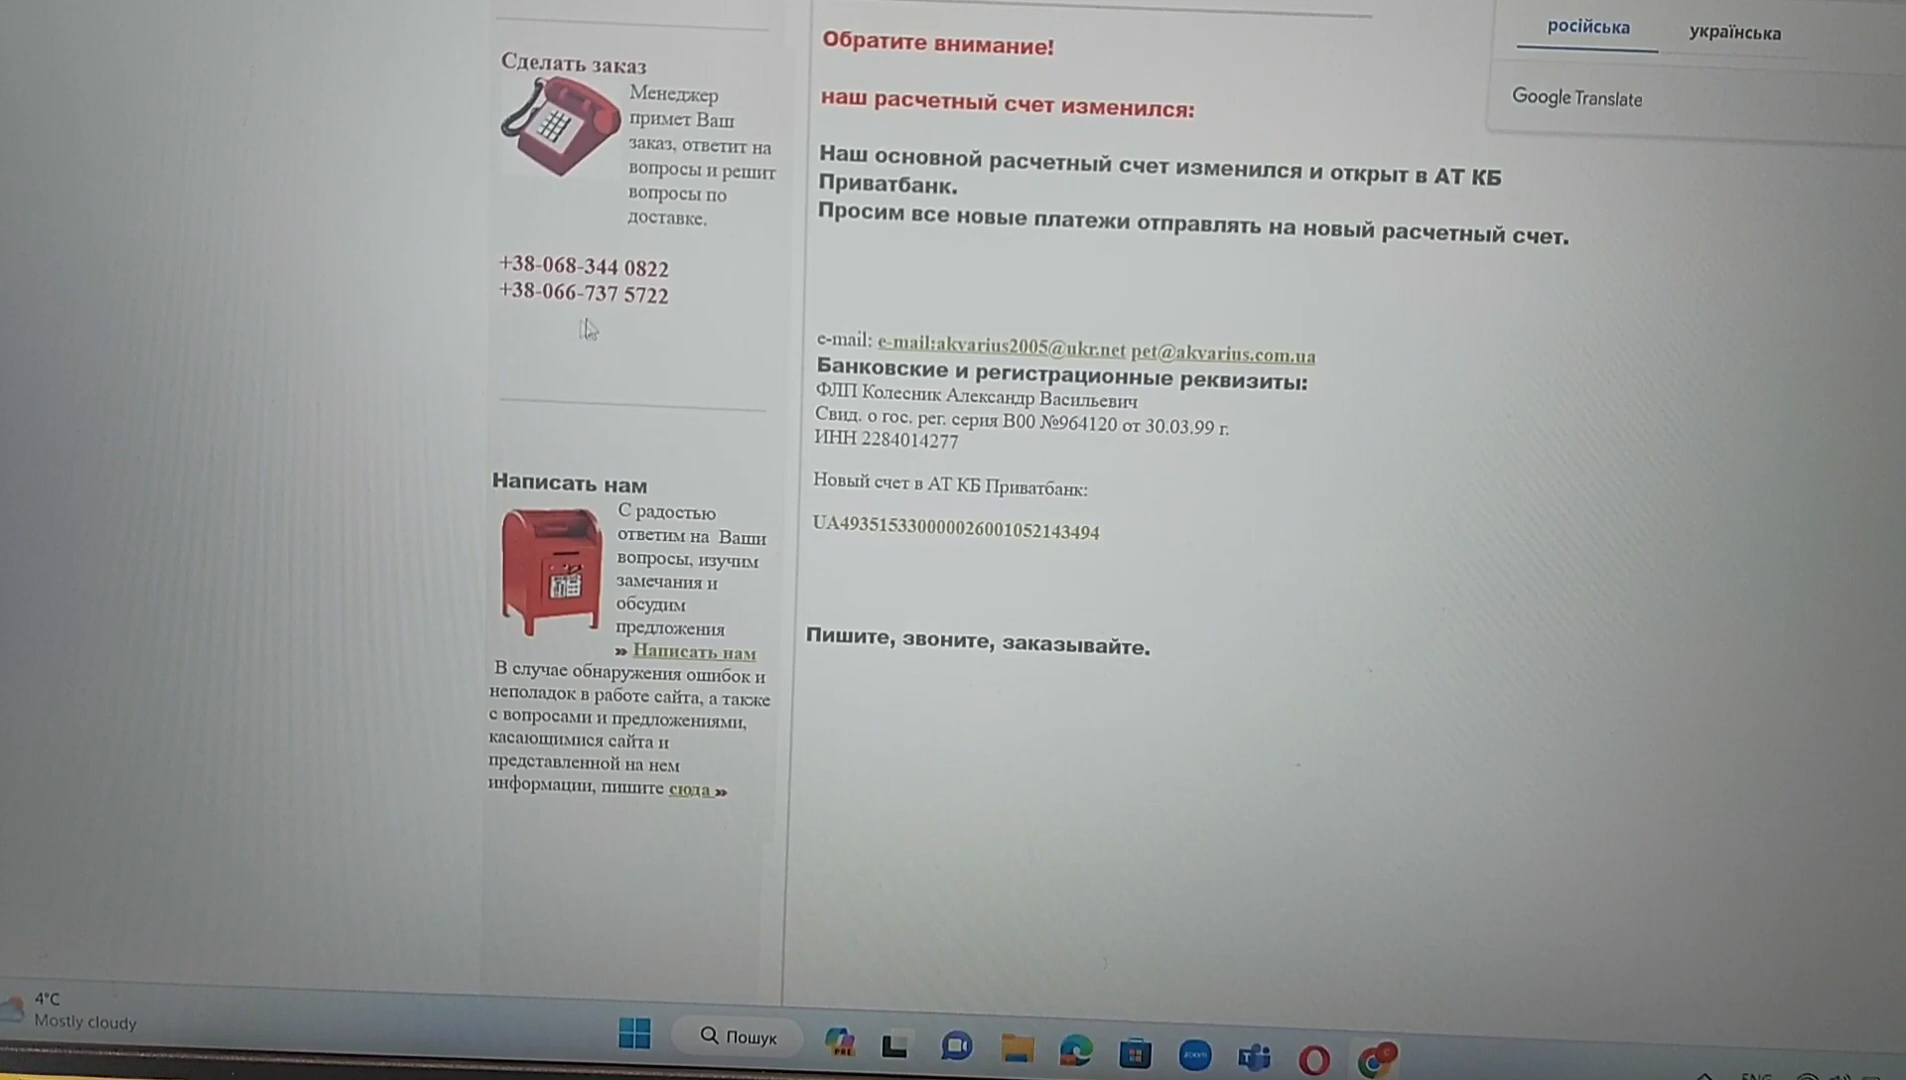 Сделать заказ
Менеджер
примет Ваш
заказ, ответит на
вопросы и решит
вопросы по
доставке.
+38-068-344 0822
+38-066-737 5722
Написать нам
С радостью
ответим на Ваши
вопросы, изучим
замечания и
обсудим
предложения
» Написать нам
В случае обнаружения ошибок и
неполадок в работе сайта, а также
с вопросами и предложениями,
касающимися сайта и
представленной на нем
информации, пишите сюда »
Обратите внимание!
наш расчетный счет изменился:
Наш основной расчетный счет изменился и открыт в АТ КБ
Приватбанк.
Просим все новые платежи отправлять на новый расчетный счет.
e-mail: e-mail:akvarius2005@ukr.net pet@akvarius.com.ua
Банковские и регистрационные реквизиты:
ФЛП Колесник Александр Васильевич
Свид. о гос. рег. серия В00 №964120 от 30.03.99 г.
ИНН 2284014277
Новый счет в АТ КБ Приватбанк:
UA493515330000026001052143494
Пишите, звоните, заказывайте.
російська
українська
Google Translate
4°C
Mostly cloudy
Пошук
PRE
zoom